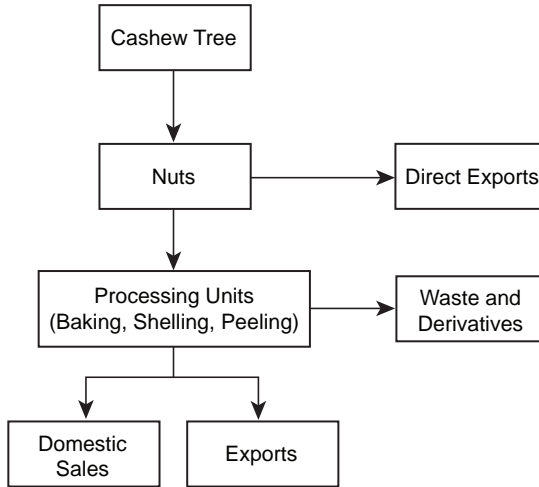 Cashew Tree
Nuts
Direct Exports
Processing Units
(Baking, Shelling, Peeling)
Waste and
Derivatives
Domestic
Sales
Exports